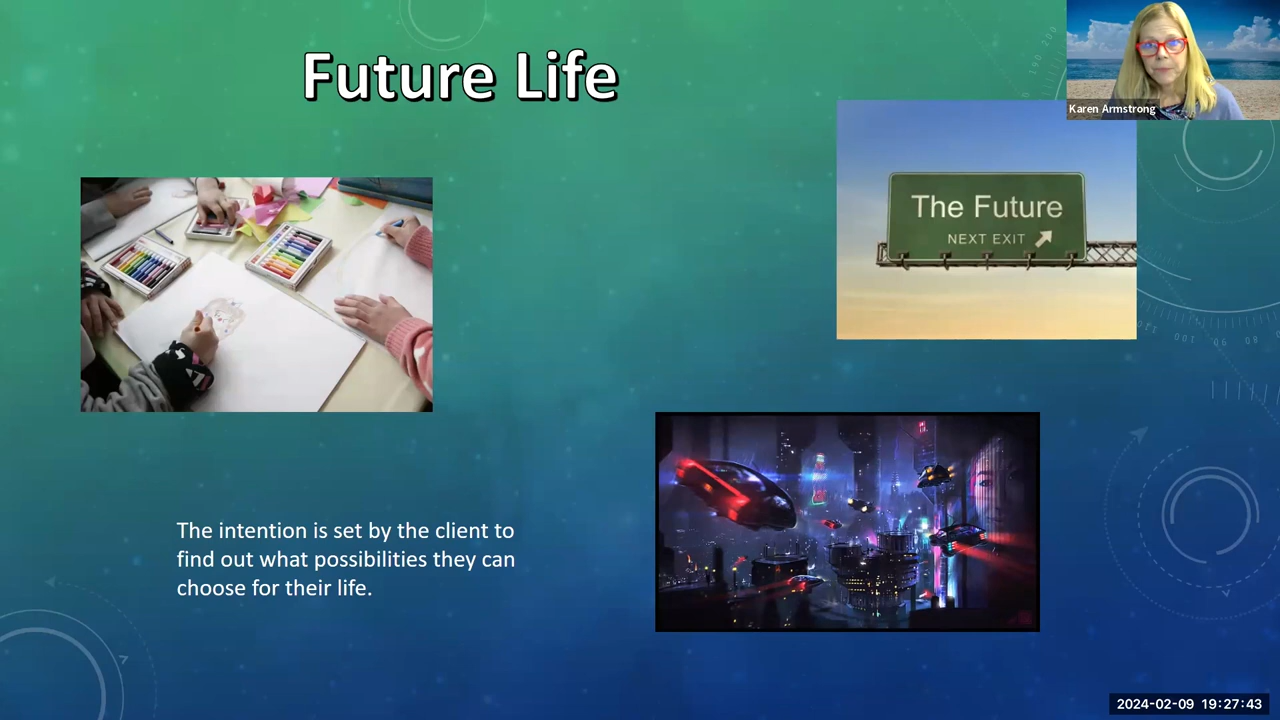 Future Life
Karen Armstrong
The Future
NEXT EXIT
The intention is set by the client to
find out what possibilities they can
choose for their life.
2024-02-09 19:27:43